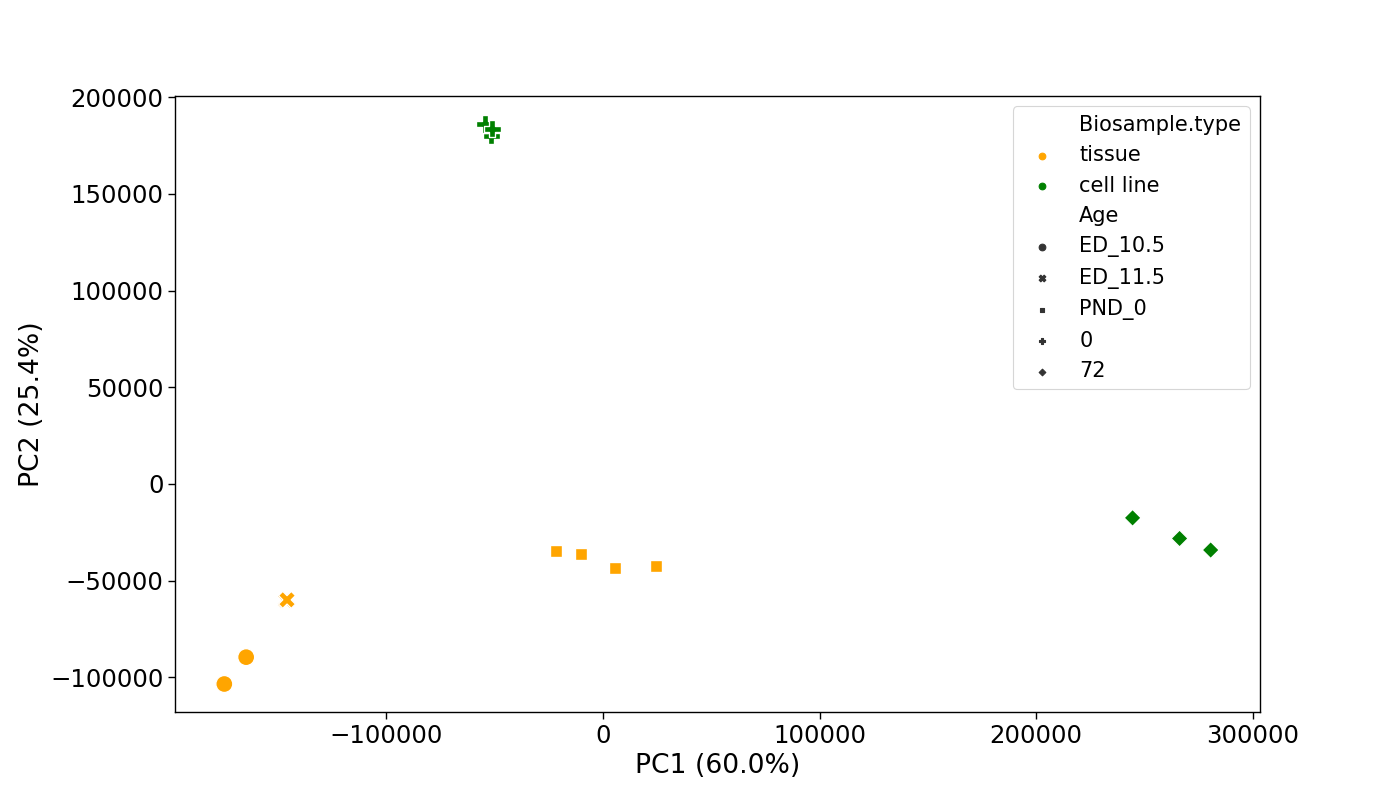 200000
150000
100000
50000
0
−50000
−100000
PC2 (25.4%)
−100000
0
100000
200000
300000
PC1 (60.0%)
Biosample.type
tissue
cell line
Age
ED_10.5
ED_11.5
PND_0
0
72